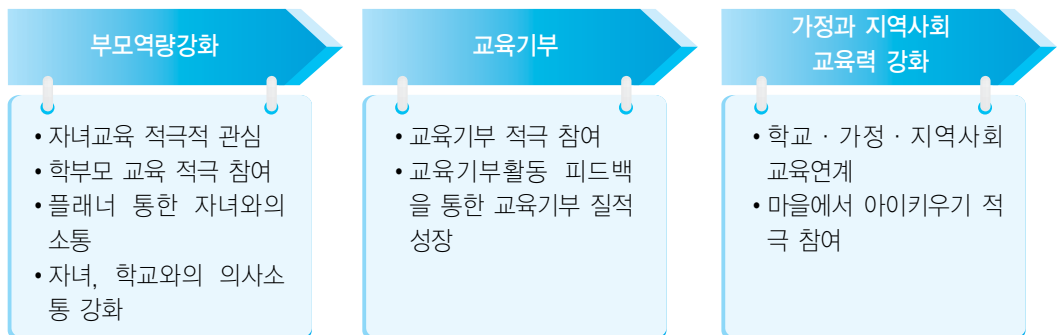 부모역량강화
• 자녀교육 적극적 관심
• 학부모 교육 적극 참여
• 플래너 통한 자녀와의
소통
• 자녀, 학교와의 의사소
통 강화
교육기부
• 교육기부 적극 참여
• 교육기부활동 피드백
을 통한 교육기부 질적
성장
가정과 지역사회
교육력 강화
• 학교 · 가정 · 지역사회
교육연계
• 마을에서 아이키우기 적
극 참여